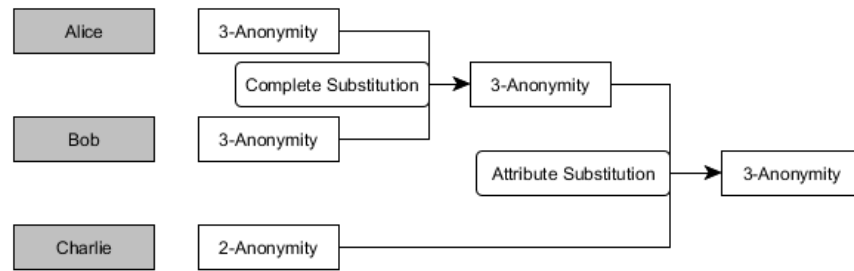 Alice
3-Anonymity
Complete Substitution
3-Anonymity
Bob
3-Anonymity
Attribute Substitution
3-Anonymity
Charlie
2-Anonymity